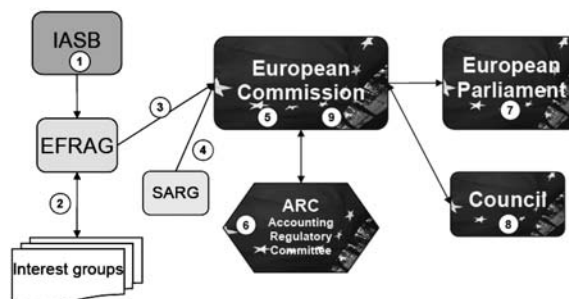 IASB
1
European
Commission
5 9
European
Parliament
7
3
EFRAG
4
SARG
2
ARC
Accounting
Regulatory
Committee
6
Council
8
Interest groups